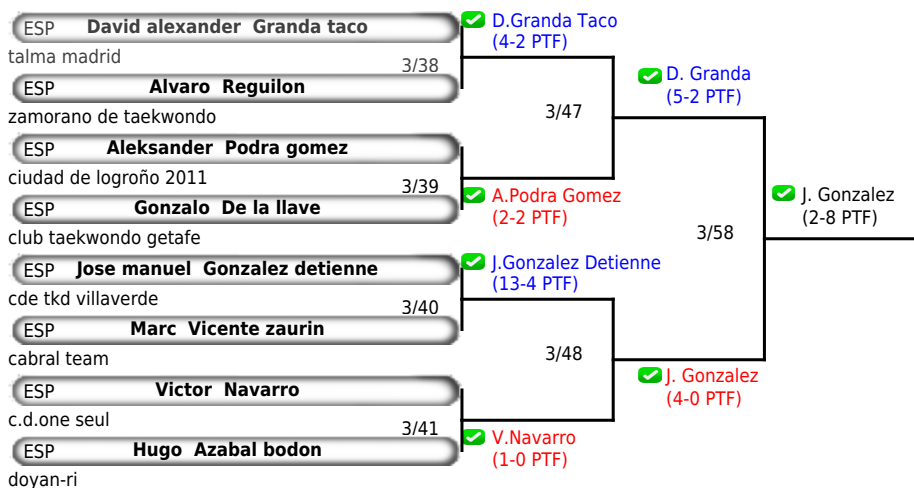 ESP David alexander Granda taco
talma madrid
3/38
ESP Alvaro Reguilon
zamorano de taekwondo
D.Granda Taco
(4-2 PTF)
3/47
ESP Aleksander Podra gomez
ciudad de logroño 2011
3/39
ESP Gonzalo De la llave
club taekwondo getafe
A.Podra Gomez
(2-2 PTF)
D. Granda
(5-2 PTF)
3/58
J. Gonzalez
(2-8 PTF)
ESP Jose manuel Gonzalez detienne
cde tkd villaverde
3/40
ESP Marc Vicente zaurin
cabral team
J.Gonzalez Detienne
(13-4 PTF)
3/48
ESP Victor Navarro
c.d.one seul
3/41
ESP Hugo Azabal bodon
doyan-ri
V.Navarro
(1-0 PTF)
J. Gonzalez
(4-0 PTF)